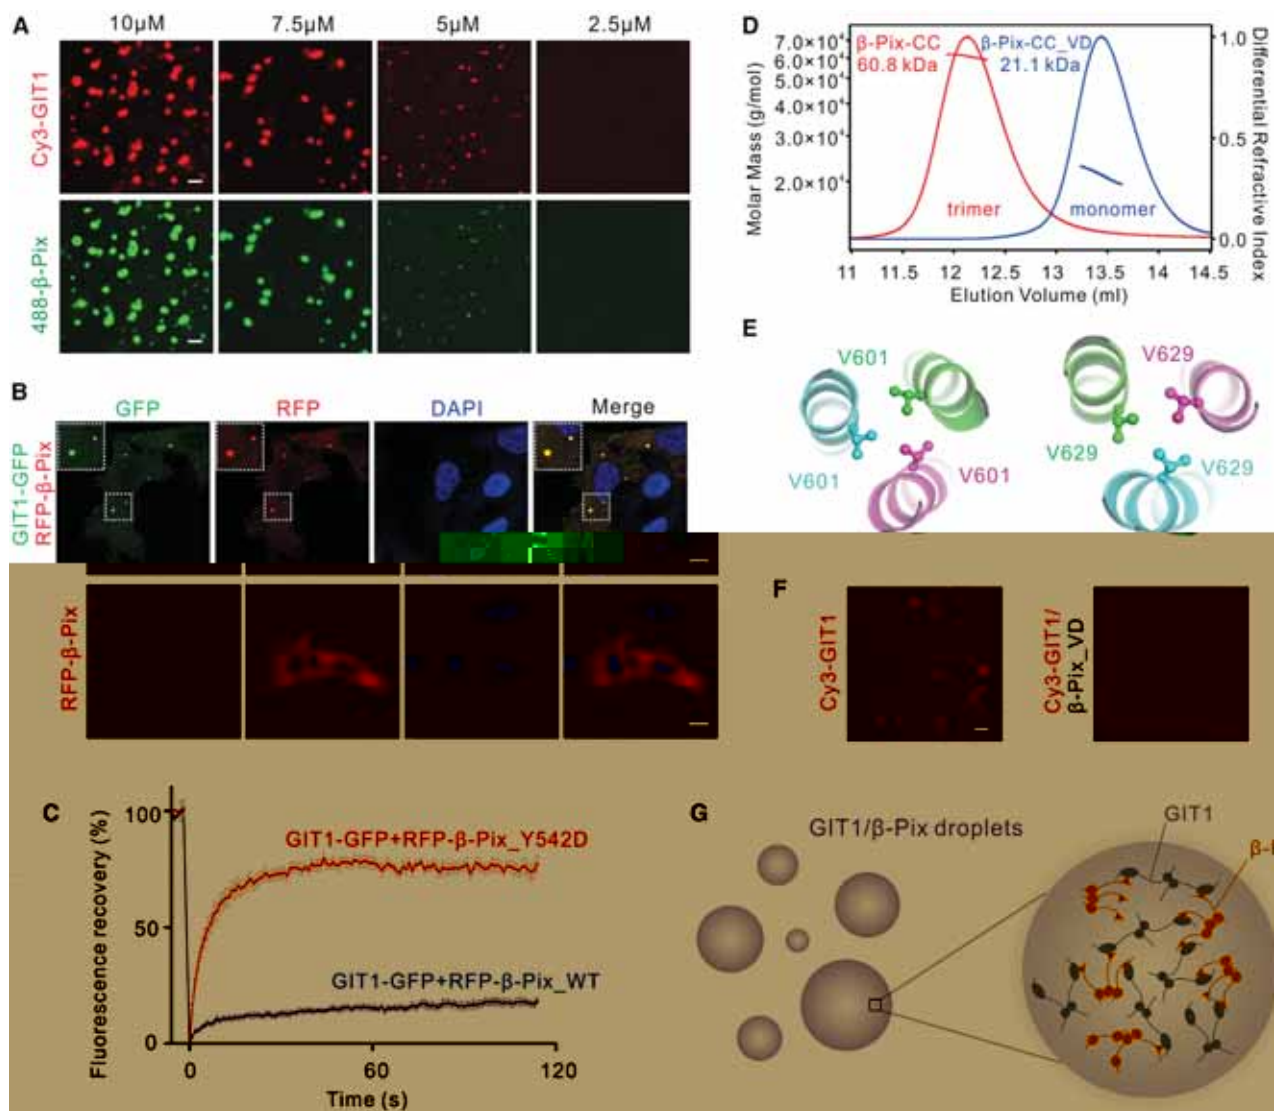 A
10μM
7.5μM
5μM
2.5μM
Cy3-GIT1
488-β-Pix
B
GFP
RFP
DAPI
Merge
GIT1-GFP
RFP-β-Pix
RFP-β-Pix
C
Fluorescence recovery (%)
100
50
0
GIT1-GFP+RFP-β-Pix_Y542D
GIT1-GFP+RFP-β-Pix_WT
0
60
120
Time (s)
D
Molar Mass (g/mol)
7.0×10⁴
6.0×10⁴
5.0×10⁴
4.0×10⁴
3.0×10⁴
2.0×10⁴
β-Pix-CC
60.8 kDa
β-Pix-CC_VD
21.1 kDa
trimer
monomer
1.0
0.5
0.0
Differential
Refractive Index
11
11.5
12
12.5
13
13.5
14
14.5
Elution Volume (ml)
E
V601
V601
V601
V629
V629
V629
F
Cy3-GIT1
Cy3-GIT1/
β-Pix_VD
G
GIT1/β-Pix droplets
GIT1